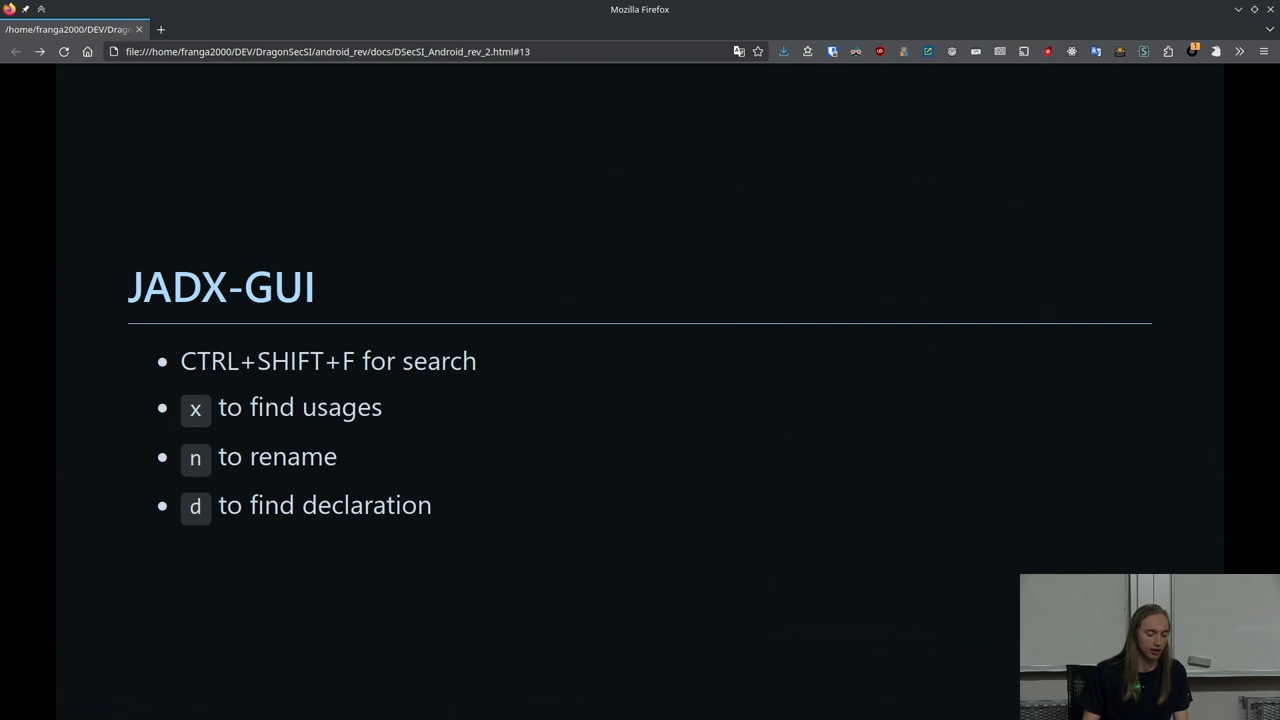 Mozilla Firefox
/home/franga2000/DEV/Drago
file:///home/franga2000/DEV/DragonSecSI/android_rev/docs/DSecSI_Android_rev_2.html#13
JADX-GUI
CTRL+SHIFT+F for search
x to find usages
n to rename
d to find declaration